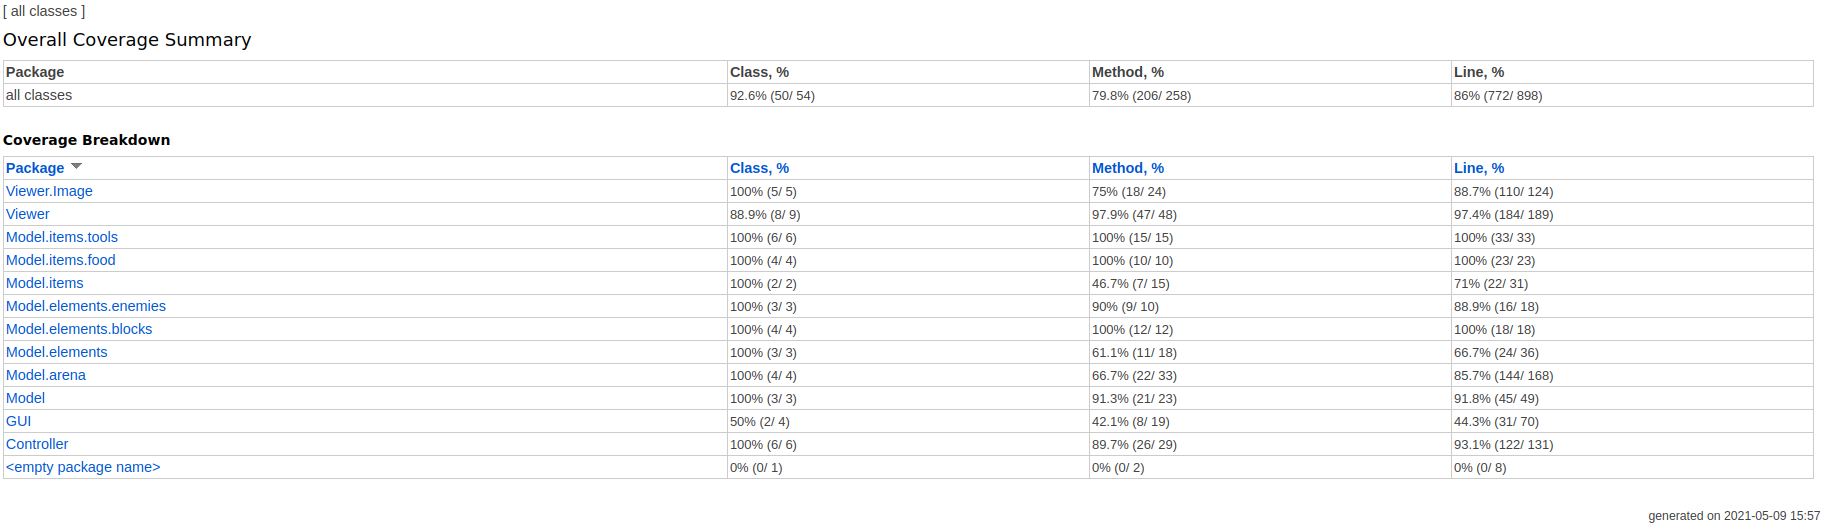 [ all classes ]
Overall Coverage Summary
Package Class, % Method, % Line, %
all classes 92.6% (50/ 54) 79.8% (206/ 258) 86% (772/ 898)
Coverage Breakdown
Package Class, % Method, % Line, %
Viewer.Image 100% (5/ 5) 75% (18/ 24) 88.7% (110/ 124)
Viewer 88.9% (8/ 9) 97.9% (47/ 48) 97.4% (184/ 189)
Model.items.tools 100% (6/ 6) 100% (15/ 15) 100% (33/ 33)
Model.items.food 100% (4/ 4) 100% (10/ 10) 100% (23/ 23)
Model.items 100% (2/ 2) 46.7% (7/ 15) 71% (22/ 31)
Model.elements.enemies 100% (3/ 3) 90% (9/ 10) 88.9% (16/ 18)
Model.elements.blocks 100% (4/ 4) 100% (12/ 12) 100% (18/ 18)
Model.elements 100% (3/ 3) 61.1% (11/ 18) 66.7% (24/ 36)
Model.arena 100% (4/ 4) 66.7% (22/ 33) 85.7% (144/ 168)
Model 100% (3/ 3) 91.3% (21/ 23) 91.8% (45/ 49)
GUI 50% (2/ 4) 42.1% (8/ 19) 44.3% (31/ 70)
Controller 100% (6/ 6) 89.7% (26/ 29) 93.1% (122/ 131)
<empty package name> 0% (0/ 1) 0% (0/ 2) 0% (0/ 8)
generated on 2021-05-09 15:57